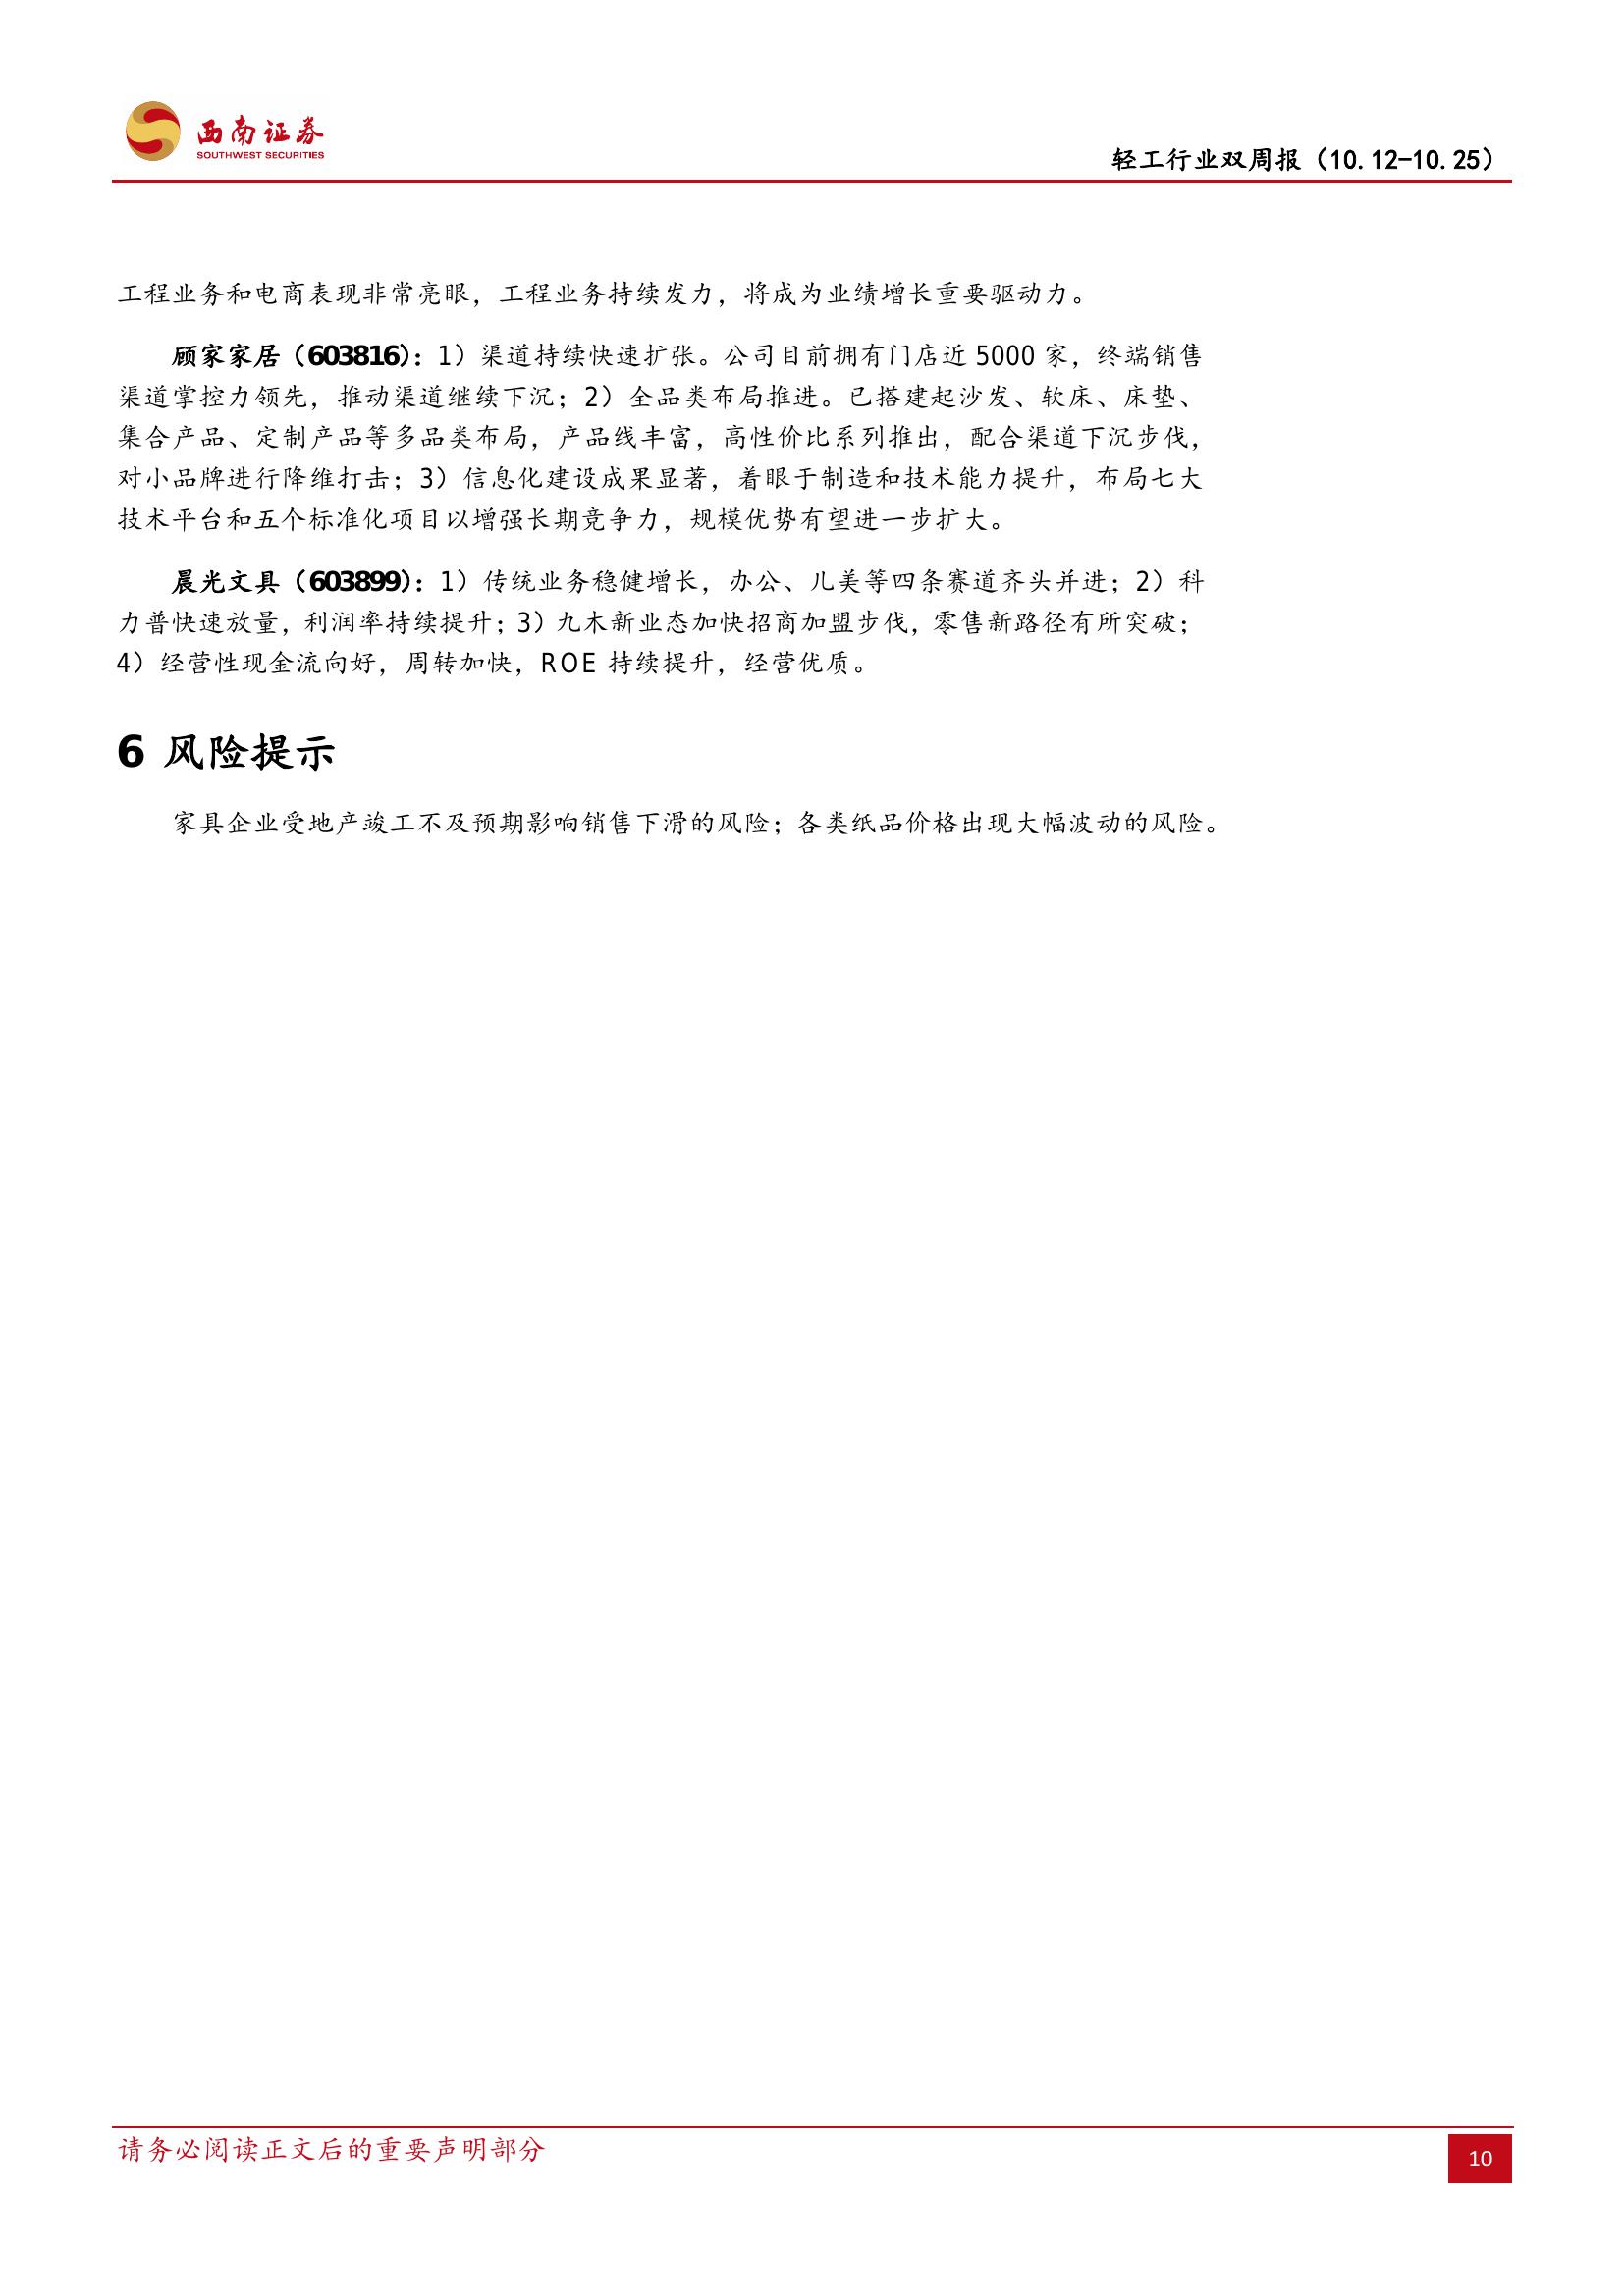 西南证券
SOUTHWEST SECURITIES
轻工行业双周报（10.12-10.25）
工程业务和电商表现非常亮眼，工程业务持续发力，将成为业绩增长重要驱动力。
顾家家居（603816）：1）渠道持续快速扩张。公司目前拥有门店近 5000 家，终端销售
渠道掌控力领先，推动渠道继续下沉；2）全品类布局推进。已搭建起沙发、软床、床垫、
集合产品、定制产品等多品类布局，产品线丰富，高性价比系列推出，配合渠道下沉步伐，
对小品牌进行降维打击；3）信息化建设成果显著，着眼于制造和技术能力提升，布局七大
技术平台和五个标准化项目以增强长期竞争力，规模优势有望进一步扩大。
晨光文具（603899）：1）传统业务稳健增长，办公、儿美等四条赛道齐头并进；2）科
力普快速放量，利润率持续提升；3）九木新业态加快招商加盟步伐，零售新路径有所突破；
4）经营性现金流向好，周转加快，ROE 持续提升，经营优质。
6 风险提示
家具企业受地产竣工不及预期影响销售下滑的风险；各类纸品价格出现大幅波动的风险。
请务必阅读正文后的重要声明部分
10